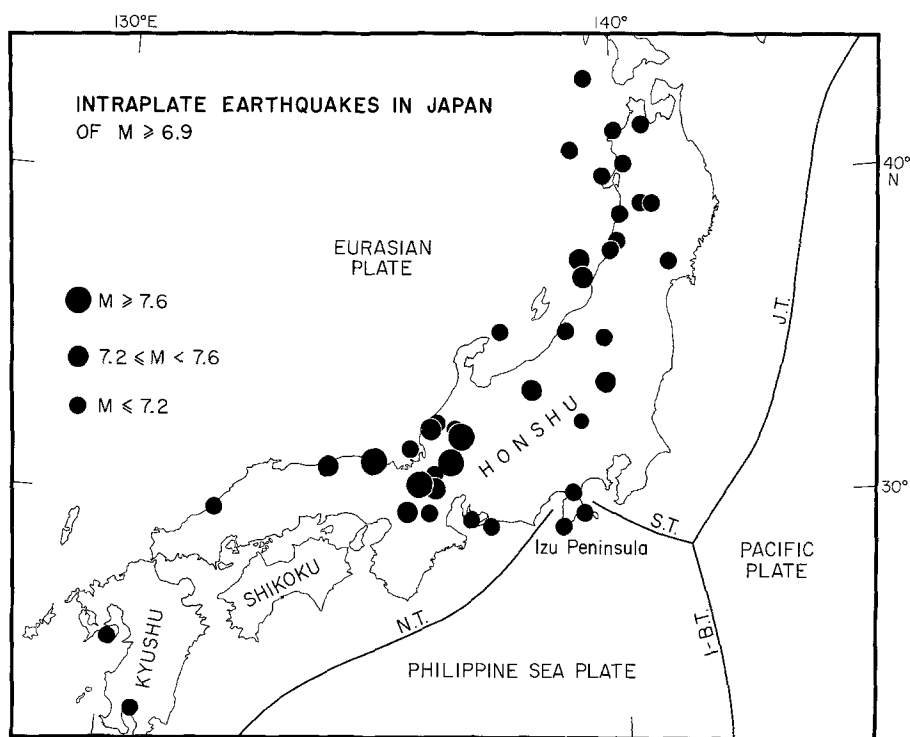 130°E
140°
INTRAPLATE EARTHQUAKES IN JAPAN
OF M ⩾ 6.9
40°
N
EURASIAN
PLATE
M ⩾ 7.6
7.2 ⩽ M < 7.6
M ⩽ 7.2
J.T.
HONSHU
30°
S.T.
Izu Peninsula
PACIFIC
PLATE
SHIKOKU
KYUSHU
N.T.
I-B.T.
PHILIPPINE SEA PLATE